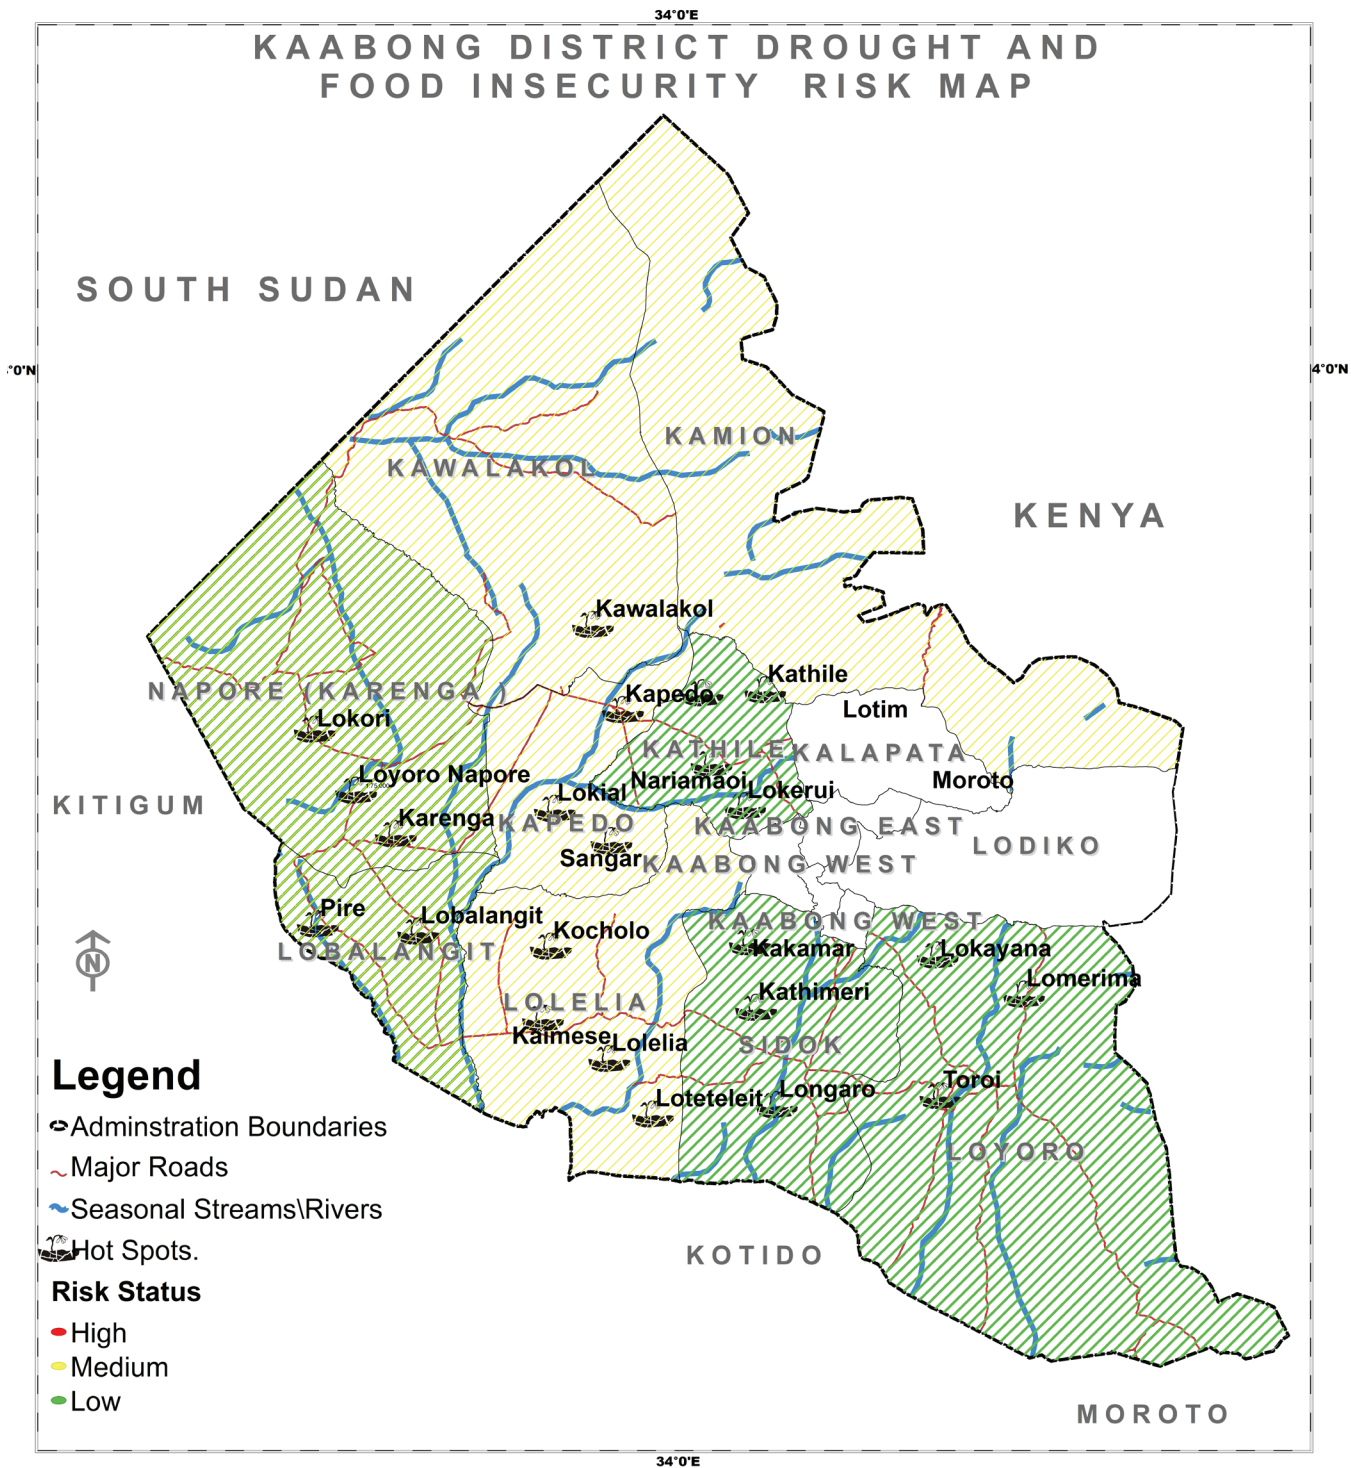 34°0'E
KAABONG DISTRICT DROUGHT AND
FOOD INSECURITY RISK MAP
SOUTH SUDAN
°0'N
4°0'N
KAMION
KAWALAKOL
KENYA
Kawalakol
Kathile
NAPORE (KARENGA )
Kapedo
Lokori
Lotim
KATHILE
KALAPATA
Loyoro Napore
1:75,000
Nariamaoi
Moroto
Lokial
Lokerui
KITIGUM
Karenga
KAPEDO
KAABONG EAST
LODIKO
Sangar
KAABONG WEST
Pire
Lobalangit
KAABONG WEST
Kocholo
Kakamar
Lokayana
LOBALANGIT
Lomerima
Kathimeri
LOLELIA
Kaimese
Lolelia
SIDOK
Legend
Toroi
Loteteleit
Longaro
Adminstration Boundaries
LOYORO
Major Roads
Seasonal Streams\Rivers
Hot Spots.
KOTIDO
Risk Status
High
Medium
Low
MOROTO
N
34°0'E